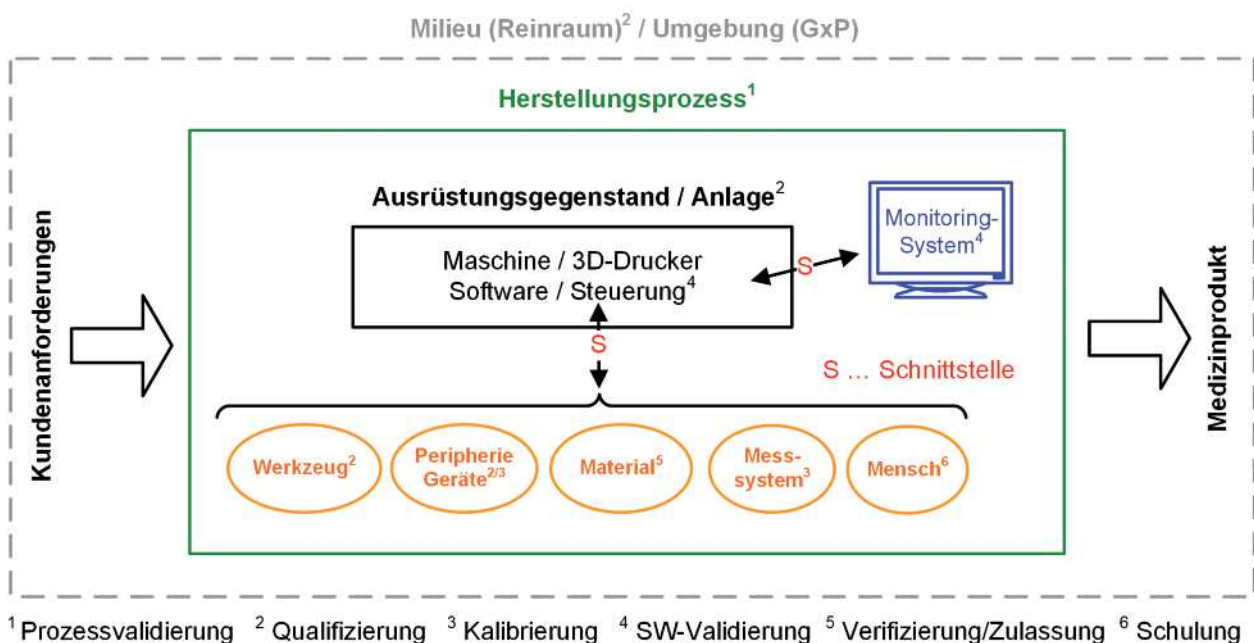 Milieu (Reinraum)² / Umgebung (GxP)
Herstellungsprozess¹
Kundenanforderungen
Ausrüstungsgegenstand / Anlage²
Maschine / 3D-Drucker
Software / Steuerung⁴
S
Monitoring-
System⁴
S
S ... Schnittstelle
Werkzeug²
Peripherie
Geräte²/³
Material⁵
Mess-
system³
Mensch⁶
Medizinprodukt
¹ Prozessvalidierung ² Qualifizierung ³ Kalibrierung ⁴ SW-Validierung ⁵ Verifizierung/Zulassung ⁶ Schulung